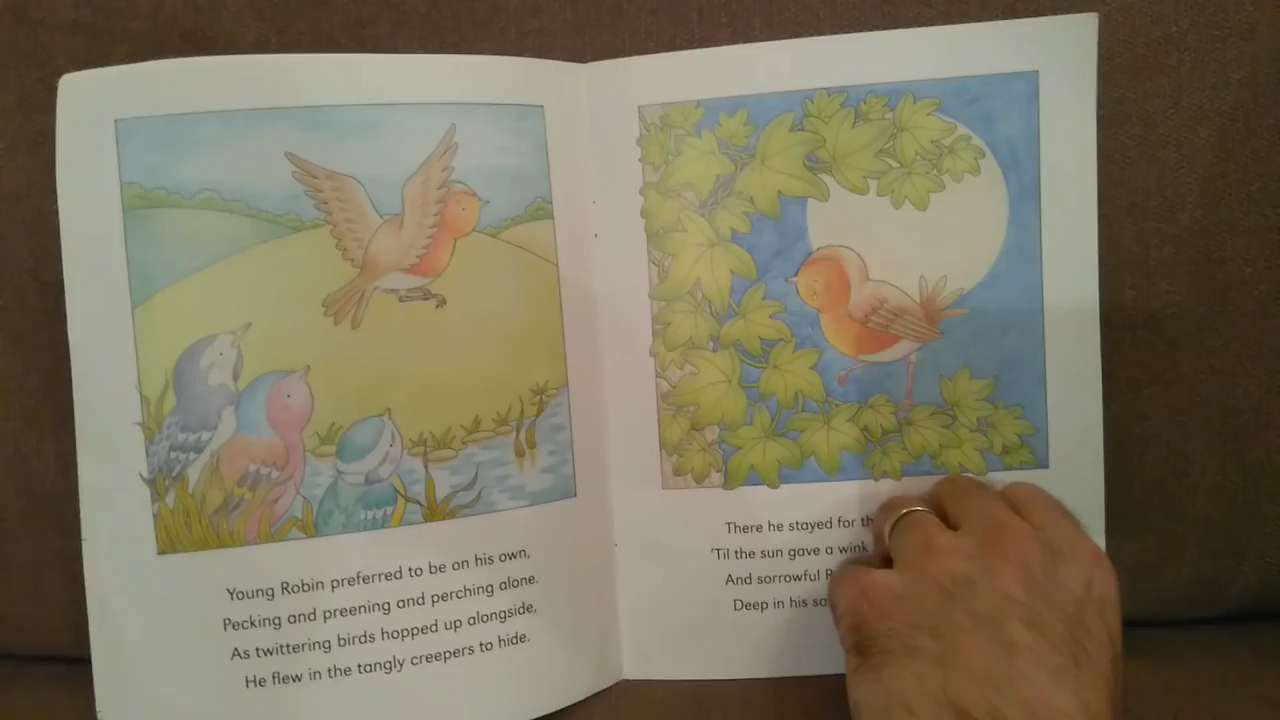 Young Robin preferred to be on his own,
Pecking and preening and perching alone.
As twittering birds hopped up alongside,
He flew in the tangly creepers to hide.
There he stayed for
'Til the sun gave a wink
And sorrowful
Deep in his